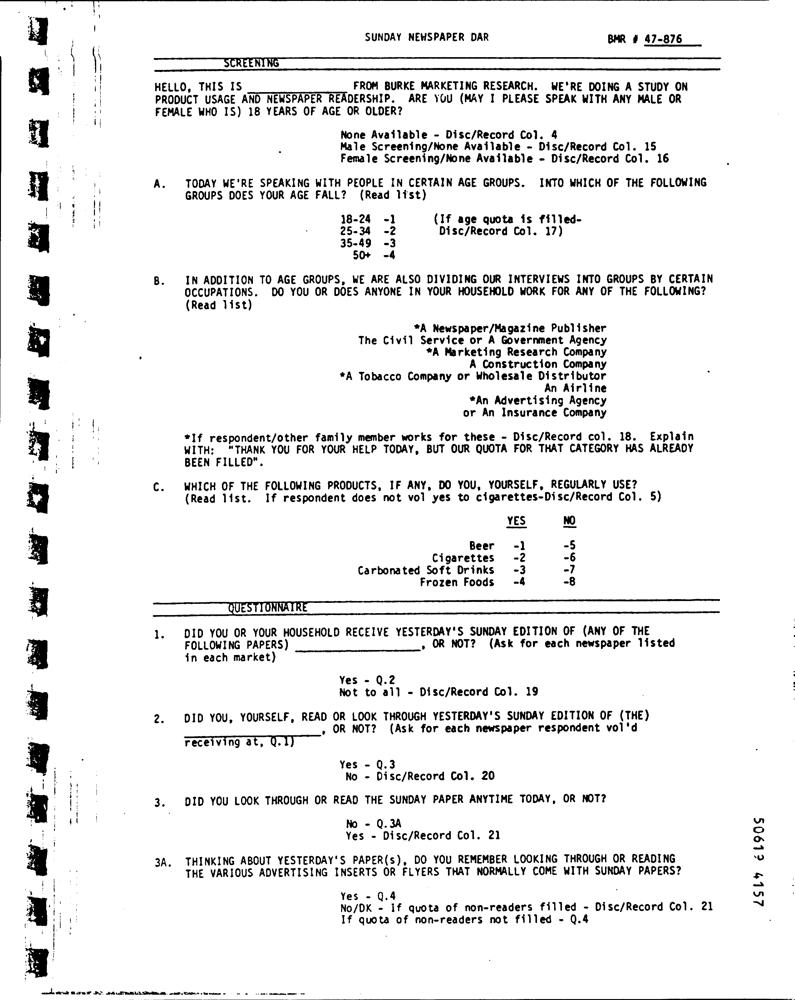 SUNDAY NEWSPAPER DAR
BMR # 47-876
SCREENING
HELLO, THIS IS ______________ FROM BURKE MARKETING RESEARCH. WE'RE DOING A STUDY ON
PRODUCT USAGE AND NEWSPAPER READERSHIP. ARE YOU (MAY I PLEASE SPEAK WITH ANY MALE OR
FEMALE WHO IS) 18 YEARS OF AGE OR OLDER?
None Available - Disc/Record Col. 4
Male Screening/None Available - Disc/Record Col. 15
Female Screening/None Available - Disc/Record Col. 16
A. TODAY WE'RE SPEAKING WITH PEOPLE IN CERTAIN AGE GROUPS. INTO WHICH OF THE FOLLOWING
GROUPS DOES YOUR AGE FALL? (Read list)
18-24 -1 (If age quota is filled-
25-34 -2 Disc/Record Col. 17)
35-49 -3
50+ -4
B. IN ADDITION TO AGE GROUPS, WE ARE ALSO DIVIDING OUR INTERVIEWS INTO GROUPS BY CERTAIN
OCCUPATIONS. DO YOU OR DOES ANYONE IN YOUR HOUSEHOLD WORK FOR ANY OF THE FOLLOWING?
(Read list)
*A Newspaper/Magazine Publisher
The Civil Service or A Government Agency
*A Marketing Research Company
A Construction Company
*A Tobacco Company or Wholesale Distributor
An Airline
*An Advertising Agency
or An Insurance Company
*If respondent/other family member works for these - Disc/Record col. 18. Explain
WITH: "THANK YOU FOR YOUR HELP TODAY, BUT OUR QUOTA FOR THAT CATEGORY HAS ALREADY
BEEN FILLED".
C. WHICH OF THE FOLLOWING PRODUCTS, IF ANY, DO YOU, YOURSELF, REGULARLY USE?
(Read list. If respondent does not vol yes to cigarettes-Disc/Record Col. 5)
YES NO
Beer -1 -5
Cigarettes -2 -6
Carbonated Soft Drinks -3 -7
Frozen Foods -4 -8
QUESTIONNAIRE
1. DID YOU OR YOUR HOUSEHOLD RECEIVE YESTERDAY'S SUNDAY EDITION OF (ANY OF THE
FOLLOWING PAPERS) ________________, OR NOT? (Ask for each newspaper listed
in each market)
Yes - Q.2
Not to all - Disc/Record Col. 19
2. DID YOU, YOURSELF, READ OR LOOK THROUGH YESTERDAY'S SUNDAY EDITION OF (THE)
________________, OR NOT? (Ask for each newspaper respondent vol'd
receiving at, Q.1)
Yes - Q.3
No - Disc/Record Col. 20
3. DID YOU LOOK THROUGH OR READ THE SUNDAY PAPER ANYTIME TODAY, OR NOT?
No - Q.3A
Yes - Disc/Record Col. 21
3A. THINKING ABOUT YESTERDAY'S PAPER(s), DO YOU REMEMBER LOOKING THROUGH OR READING
THE VARIOUS ADVERTISING INSERTS OR FLYERS THAT NORMALLY COME WITH SUNDAY PAPERS?
Yes - Q.4
No/DK - If quota of non-readers filled - Disc/Record Col. 21
If quota of non-readers not filled - Q.4
50619 4157